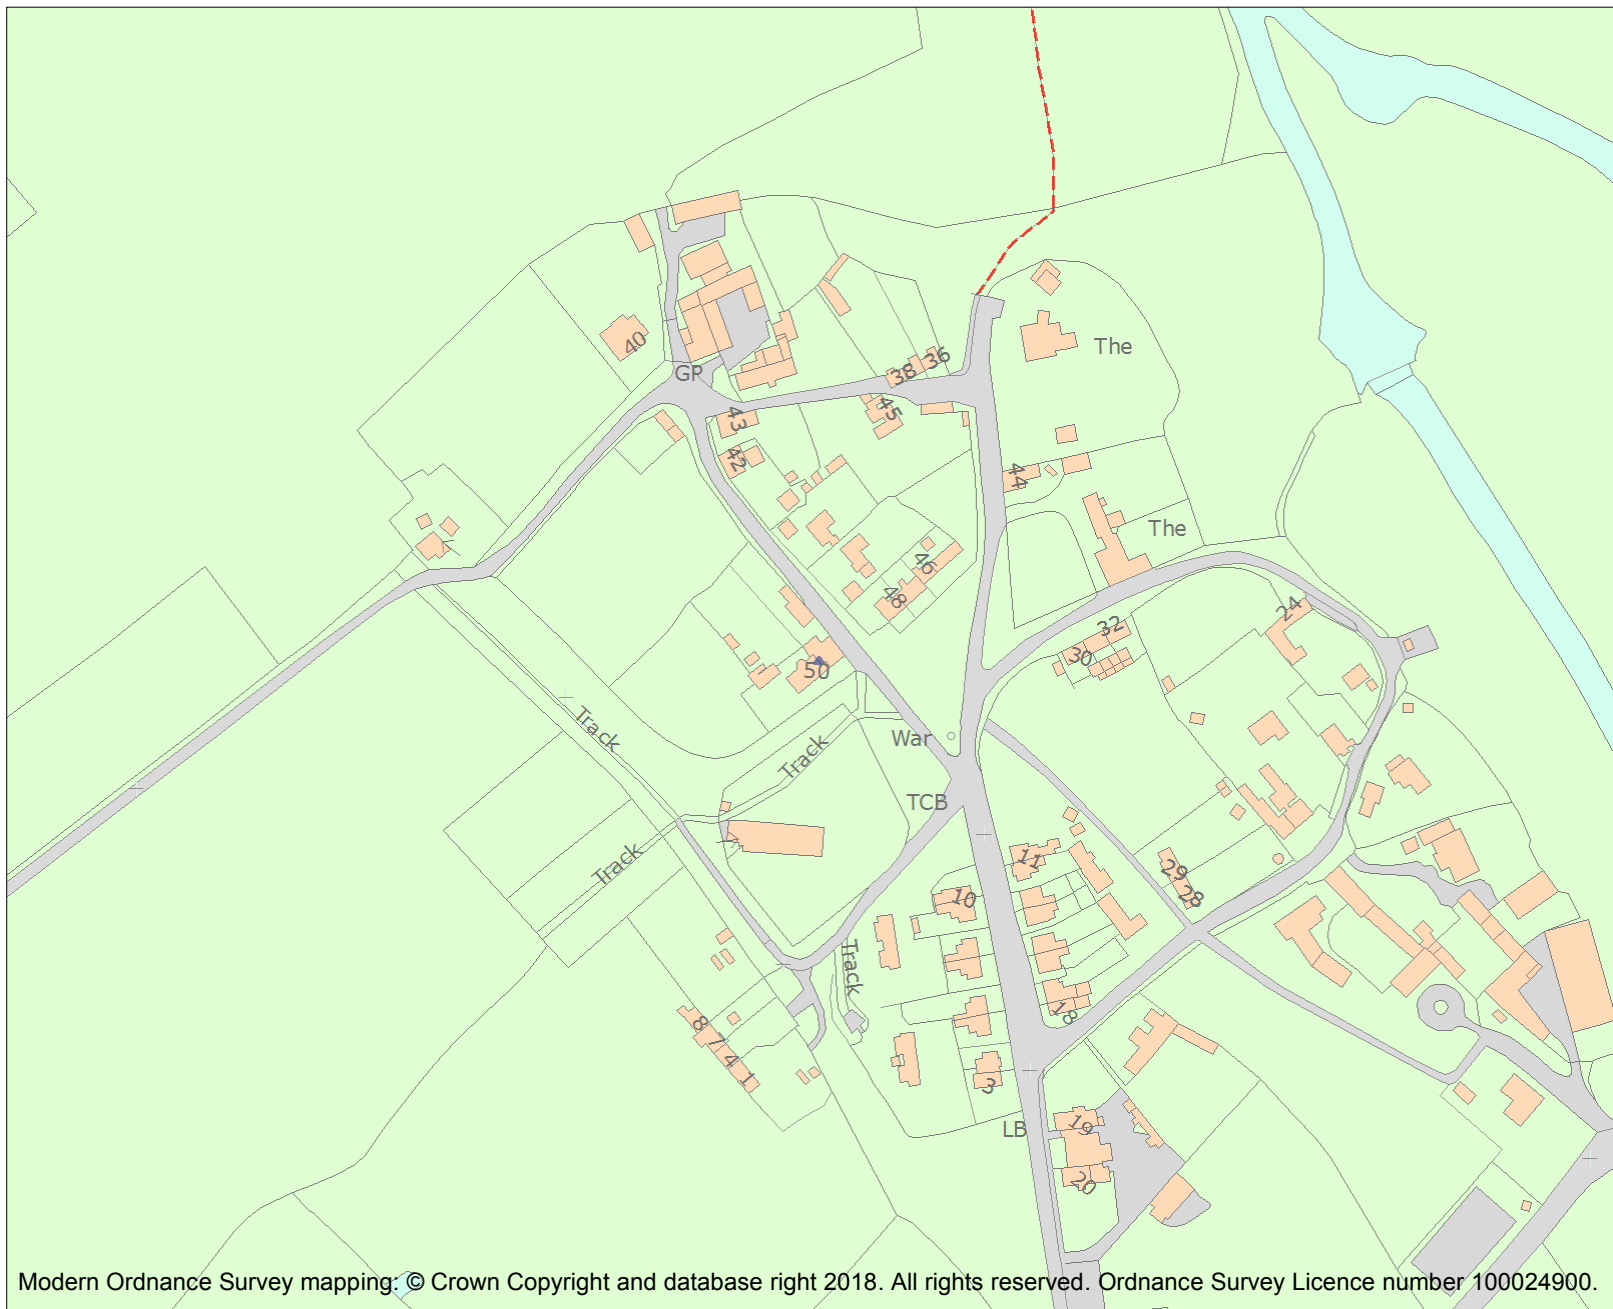 The
40
36
38
GP
45
43
42
44
The
46
48
24
32
30
50
Track
War
Track
TCB
11
Track
29
28
10
Track
18
8
7
4
1
3
19
LB
20
Modern Ordnance Survey mapping: © Crown Copyright and database right 2018. All rights reserved. Ordnance Survey Licence number 100024900.